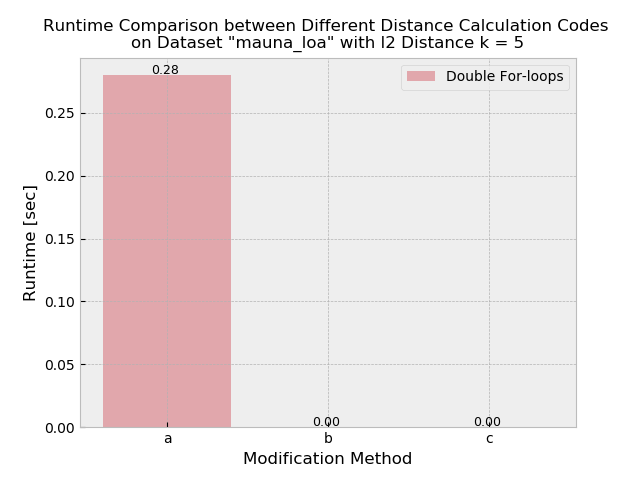 Runtime Comparison between Different Distance Calculation Codes
on Dataset "mauna_loa" with l2 Distance k = 5
0.28
Double For-loops
0.25
0.20
0.15
0.10
0.05
0.00
0.00
0.00
a
b
c
Runtime [sec]
Modification Method